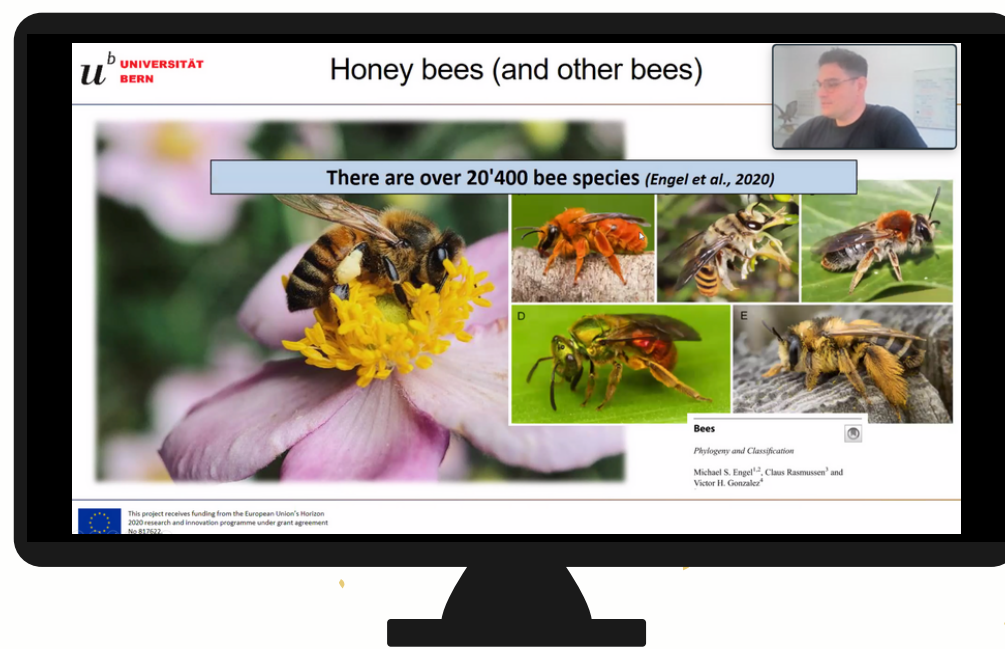 u
b
UNIVERSITÄT
BERN
Honey bees (and other bees)
There are over 20'400 bee species (Engel et al., 2020)
D
E
Bees
Phylogeny and Classification
Michael S. Engel1,2, Claus Rasmussen3 and
Victor H. Gonzalez4
This project receives funding from the European Union's Horizon
2020 research and innovation programme under grant agreement
No 817622.